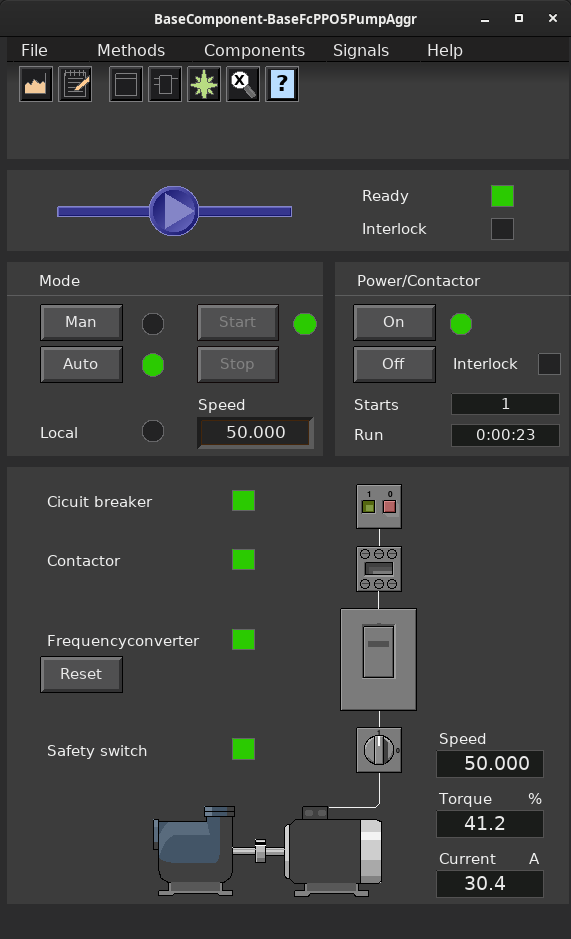 BaseComponent-BaseFcPPO5PumpAggr
File Methods Components Signals Help
X ?
Ready
Interlock
Mode
Man Start
Auto Stop
Speed
Local 50.000
Power/Contactor
On
Off Interlock
Starts 1
Run 0:00:23
Cicuit breaker
1 0
Contactor
Frequencyconverter
Reset
Safety switch
0
Speed
50.000
Torque %
41.2
Current A
30.4